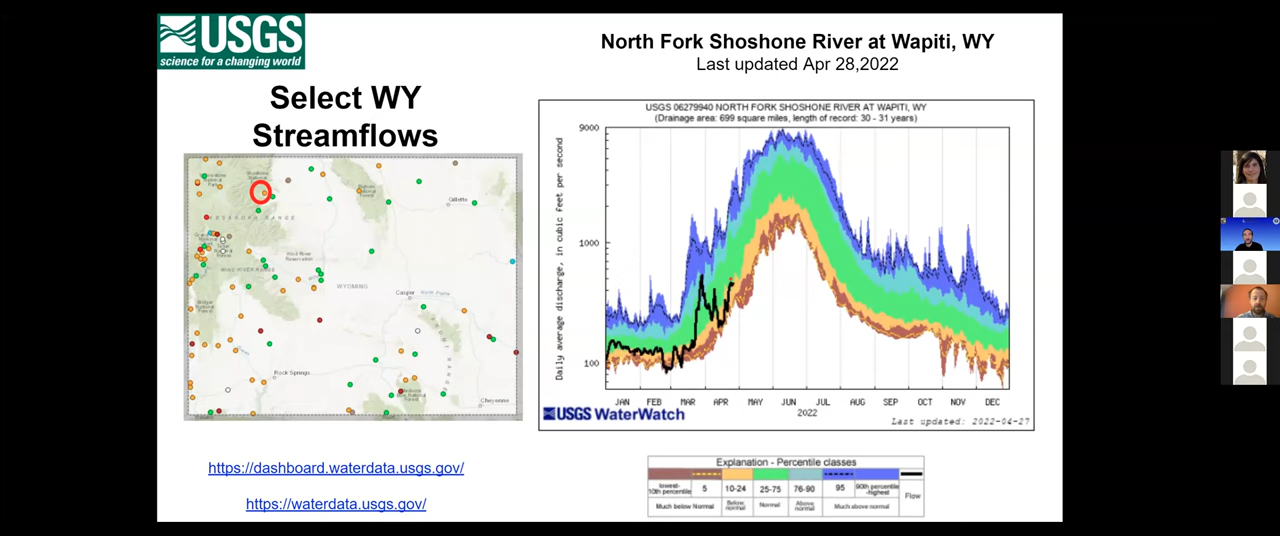 USGS
science for a changing world
North Fork Shoshone River at Wapiti, WY
Last updated Apr 28,2022
Select WY
Streamflows
Gillette
WIND RIVER RANGE
Wind River
Reservation
WYOMING
Casper
North Platte
Rock Springs
Cheyenne
https://dashboard.waterdata.usgs.gov/
https://waterdata.usgs.gov/
USGS 06279940 NORTH FORK SHOSHONE RIVER AT WAPITI, WY
(Drainage area: 699 square miles, length of record: 30 - 31 years)
Daily average discharge, in cubic feet per second
9000
1000
100
JAN FEB MAR APR MAY JUN JUL AUG SEP OCT NOV DEC
2022
USGS WaterWatch
Last updated: 2022-04-27
Explanation - Percentile classes
lowest-
10th percentile
5
10-24
25-75
76-90
95
90th percentile
-highest
Flow
Much below Normal
Below
normal
Normal
Above
normal
Much above normal